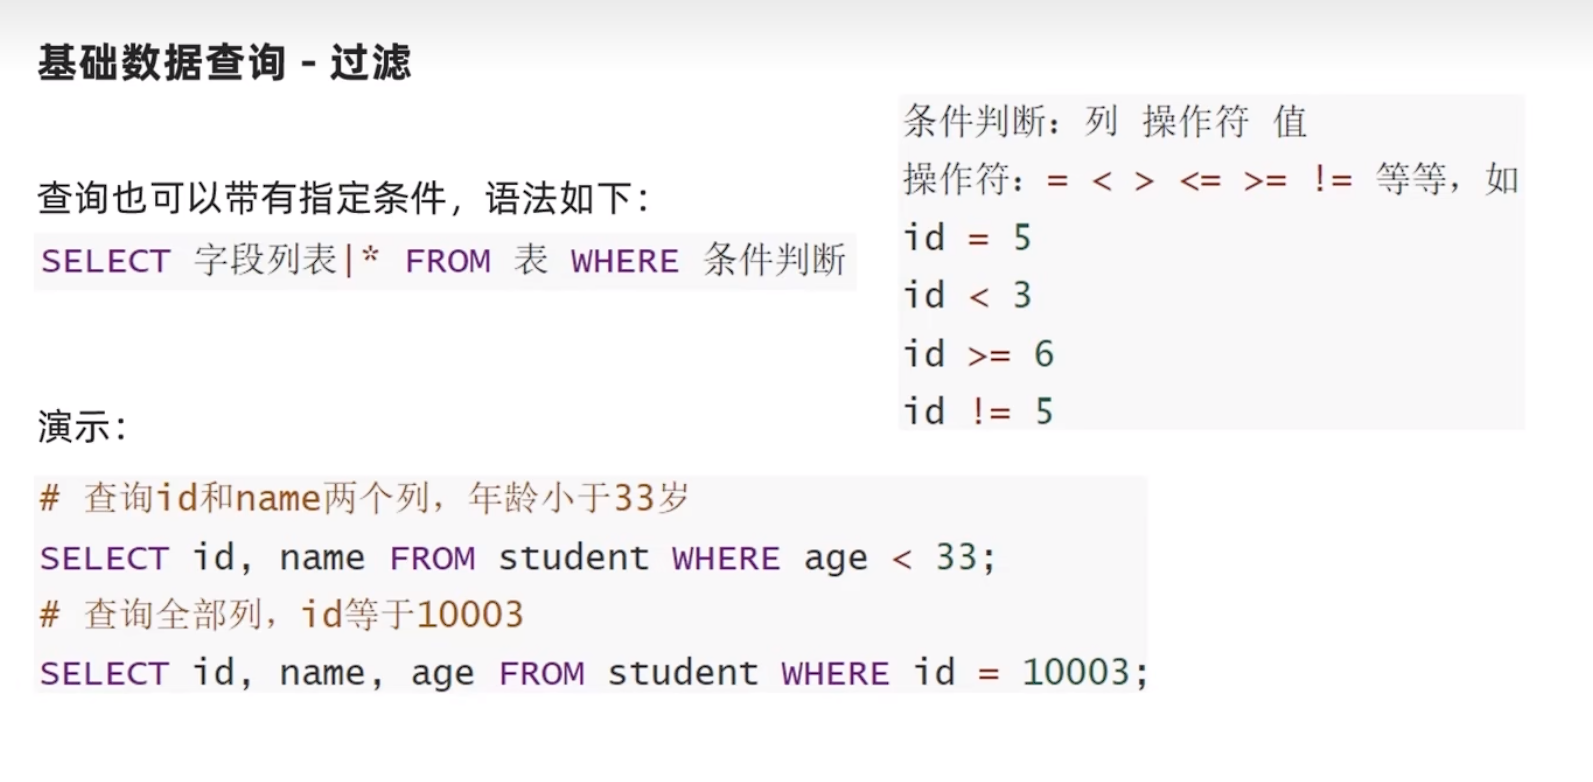 基础数据查询 - 过滤
查询也可以带有指定条件，语法如下：
SELECT 字段列表|* FROM 表 WHERE 条件判断
条件判断：列 操作符 值
操作符：= < > <= >= != 等等，如
id = 5
id < 3
id >= 6
id != 5
演示：
# 查询id和name两个列，年龄小于33岁
SELECT id, name FROM student WHERE age < 33;
# 查询全部列，id等于10003
SELECT id, name, age FROM student WHERE id = 10003;